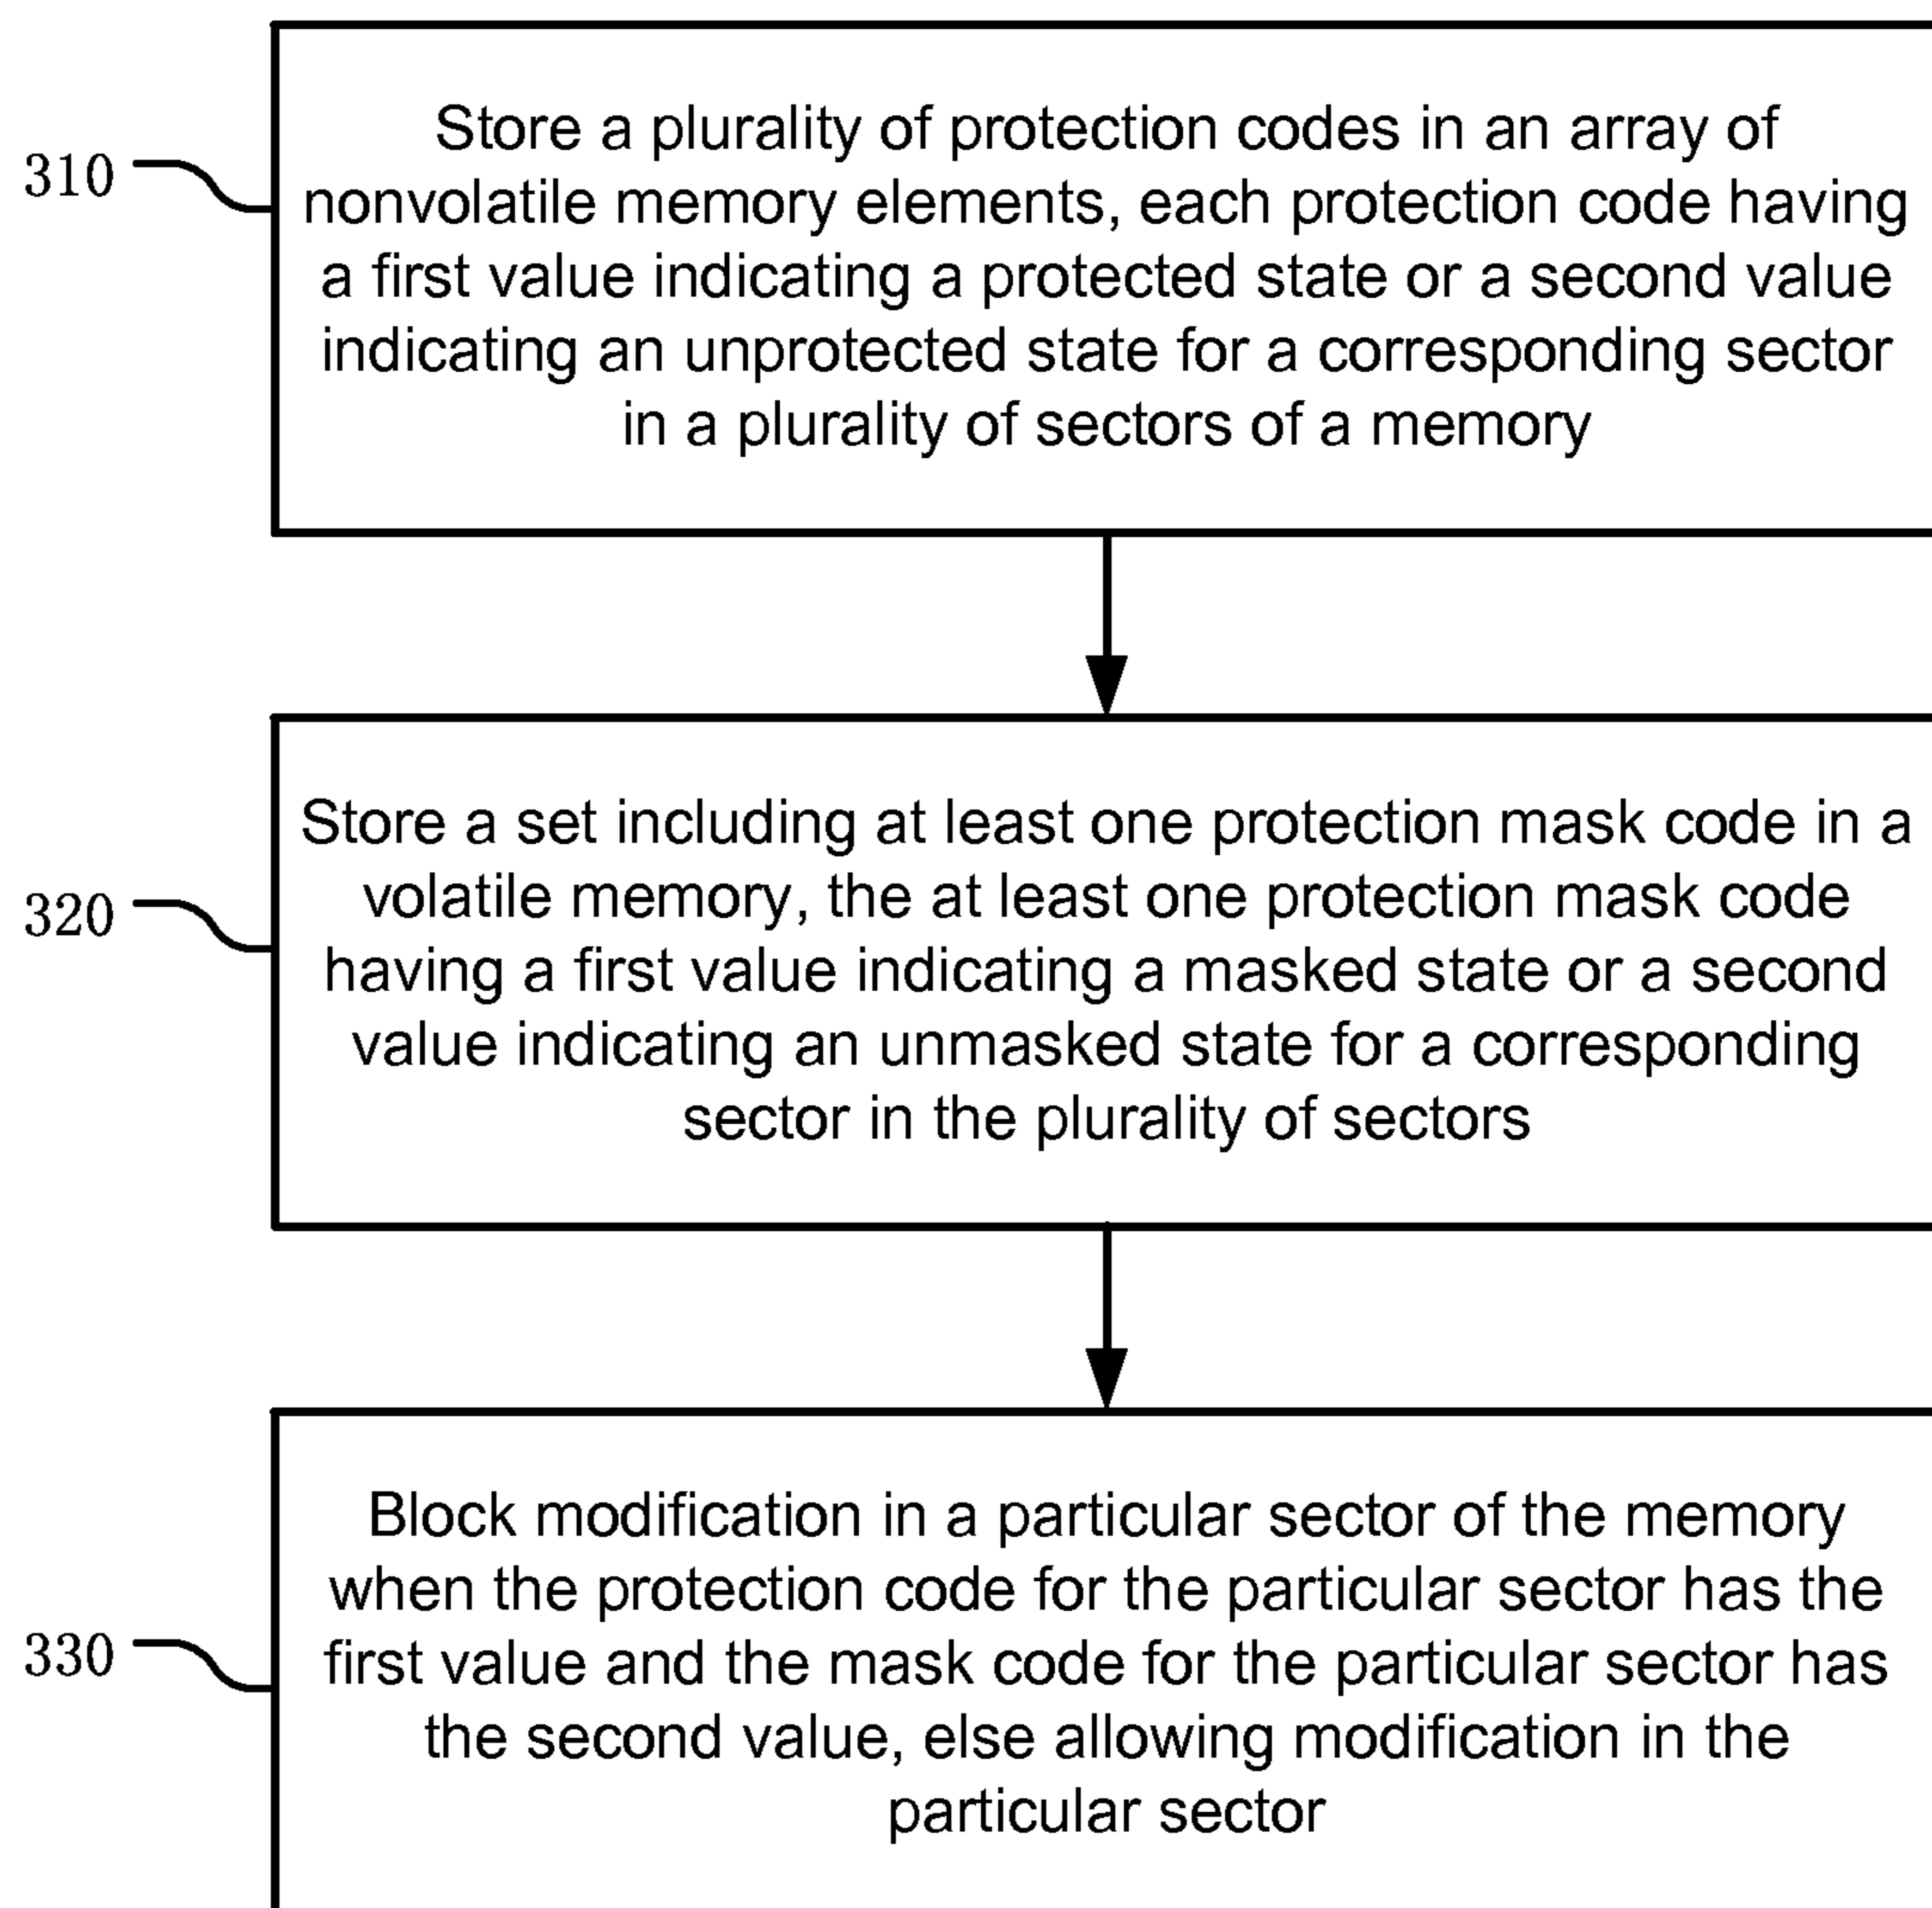 Store a plurality of protection codes in an array of
310
nonvolatile memory elements, each protection code having
a first value indicating a protected state or a second value
indicating an unprotected state for a corresponding sector
in a plurality of sectors of a memory
Store a set including at least one protection mask code in a
320
volatile memory, the at least one protection mask code
having a first value indicating a masked state or a second
value indicating an unmasked state for a corresponding
sector in the plurality of sectors
Block modification in a particular sector of the memory
when the protection code for the particular sector has the
330
first value and the mask code for the particular sector has
the second value, else allowing modification in the
particular sector